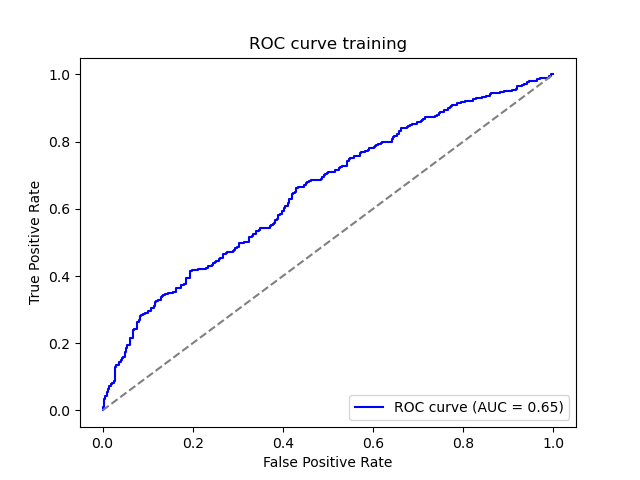 ROC curve training
True Positive Rate
1.0
0.8
0.6
0.4
0.2
0.0
ROC curve (AUC = 0.65)
0.0 0.2 0.4 0.6 0.8 1.0
False Positive Rate